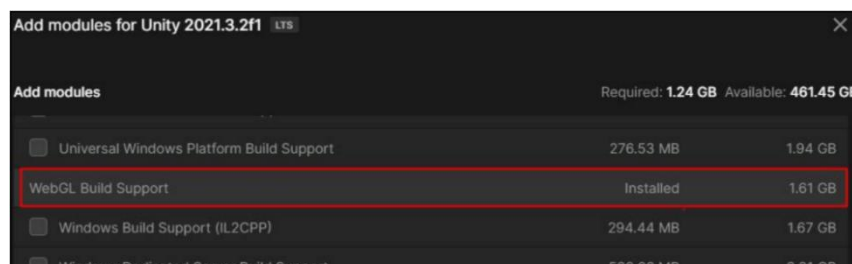 Add modules for Unity 2021.3.2f1 LTS
Add modules Required: 1.24 GB Available: 461.45 GB
Universal Windows Platform Build Support 276.53 MB 1.94 GB
WebGL Build Support Installed 1.61 GB
Windows Build Support (IL2CPP) 294.44 MB 1.67 GB